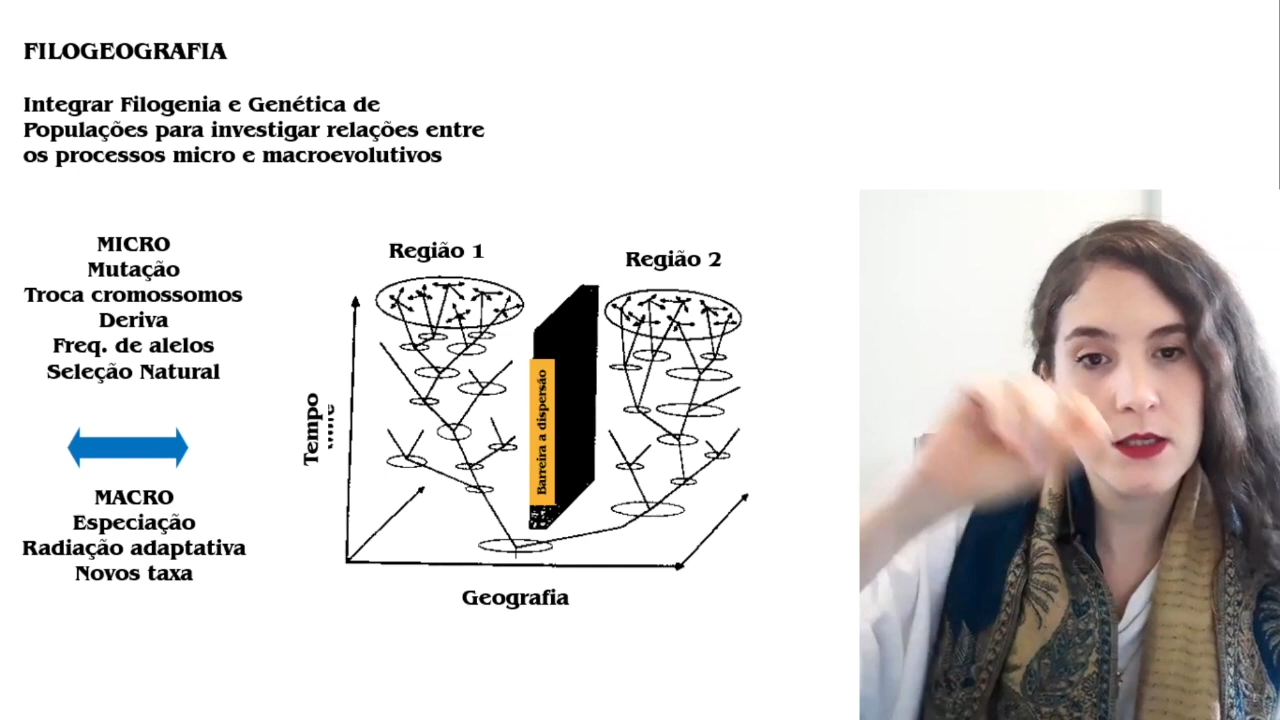 FILOGEOGRAFIA
Integrar Filogenia e Genética de
Populações para investigar relações entre
os processos micro e macroevolutivos
MICRO
Mutação
Troca cromossomos
Deriva
Freq. de alelos
Seleção Natural
MACRO
Especiação
Radiação adaptativa
Novos taxa
Região 1
Região 2
Tempo
Barreira a dispersão
Geografia